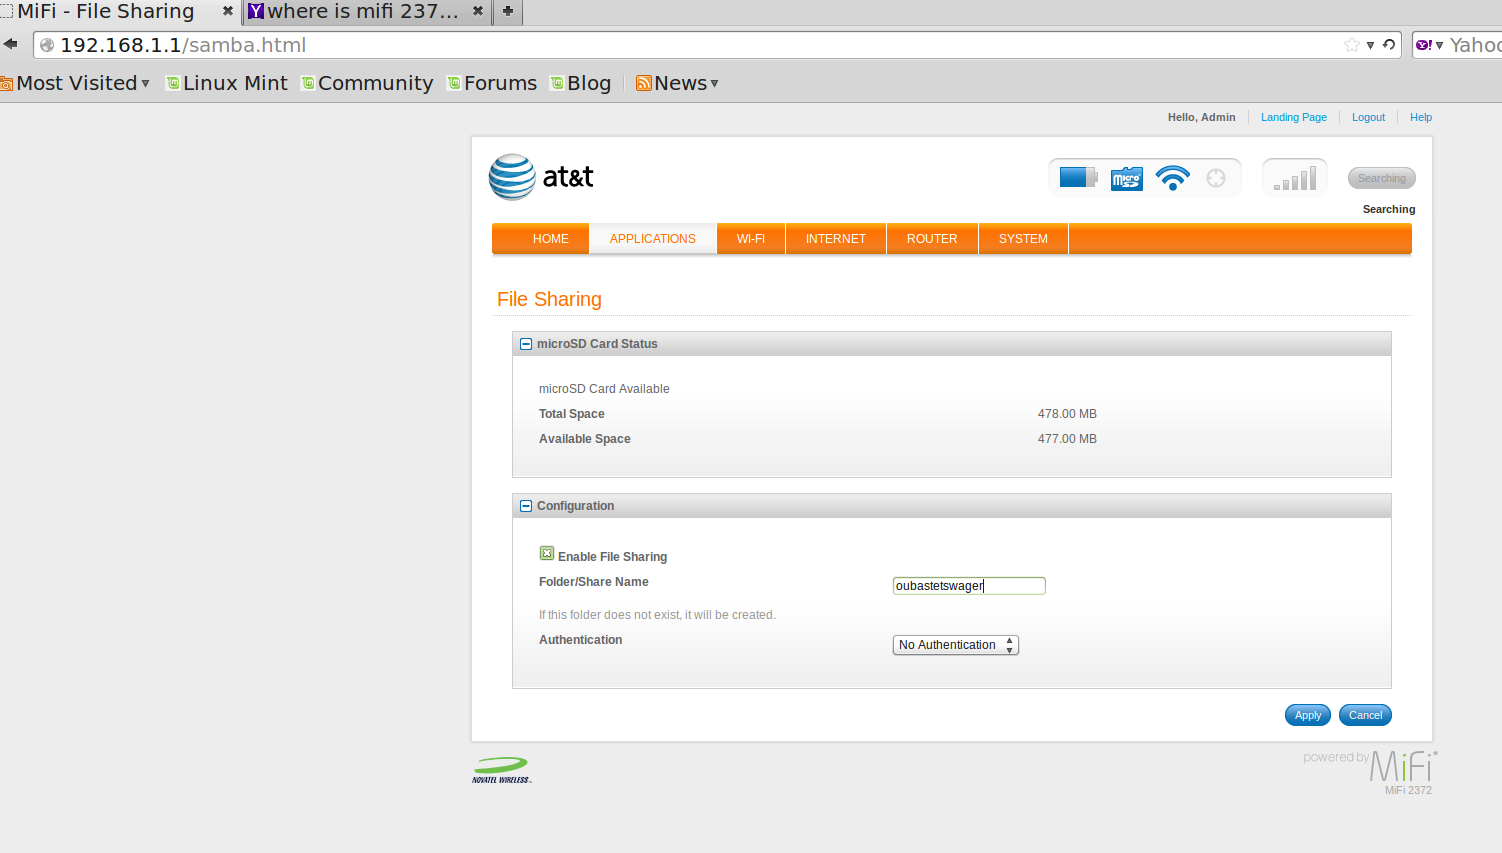 MiFi - File Sharing
where is mifi 237...
192.168.1.1/samba.html
Yahoo
Most Visited
Linux Mint
Community
Forums
Blog
News
Hello, Admin
Landing Page
Logout
Help
at&t
micro SD
Searching
Searching
HOME
APPLICATIONS
WI-FI
INTERNET
ROUTER
SYSTEM
File Sharing
microSD Card Status
microSD Card Available
Total Space 478.00 MB
Available Space 477.00 MB
Configuration
Enable File Sharing
Folder/Share Name oubastetswager
If this folder does not exist, it will be created.
Authentication No Authentication
Apply Cancel
NOVATEL WIRELESS
powered by MiFi
MiFi 2372